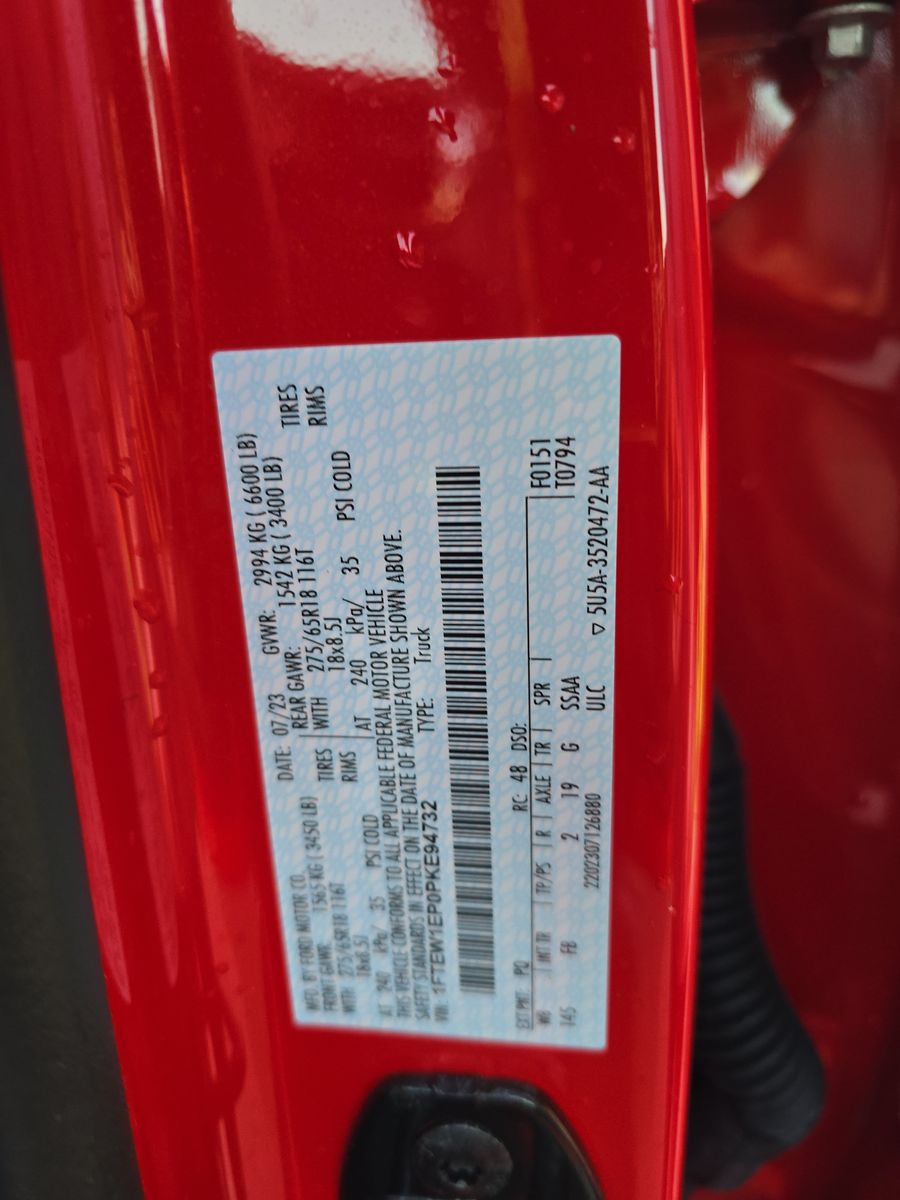 MFD. BY FORD MOTOR CO. DATE: 07/23 GVWR: 2994 KG ( 6600 LB)
FRONT GAWR: 1565 KG ( 3450 LB) REAR GAWR: 1542 KG ( 3400 LB)
WITH 275/65R18 116T TIRES WITH 275/65R18 116T TIRES
18x8.5J RIMS 18x8.5J RIMS
AT 240 kPa/ 35 PSI COLD AT 240 kPa/ 35 PSI COLD
THIS VEHICLE CONFORMS TO ALL APPLICABLE FEDERAL MOTOR VEHICLE
SAFETY STANDARDS IN EFFECT ON THE DATE OF MANUFACTURE SHOWN ABOVE.
VIN: 1FTEW1EP0PKE94732 TYPE: Truck
EXT PNT: PQ RC: 48 DSO: F0151
WB INT TR TP/PS R AXLE TR SPR T0794
145 FB 2 19 G SSAA
2202307126880 ULC ▽ 5U5A-3520472-AA